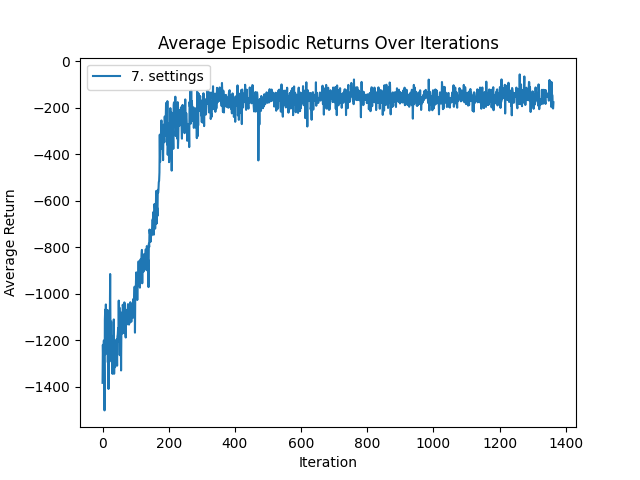 Average Episodic Returns Over Iterations
7. settings
Average Return
0
−200
−400
−600
−800
−1000
−1200
−1400
0 200 400 600 800 1000 1200 1400
Iteration